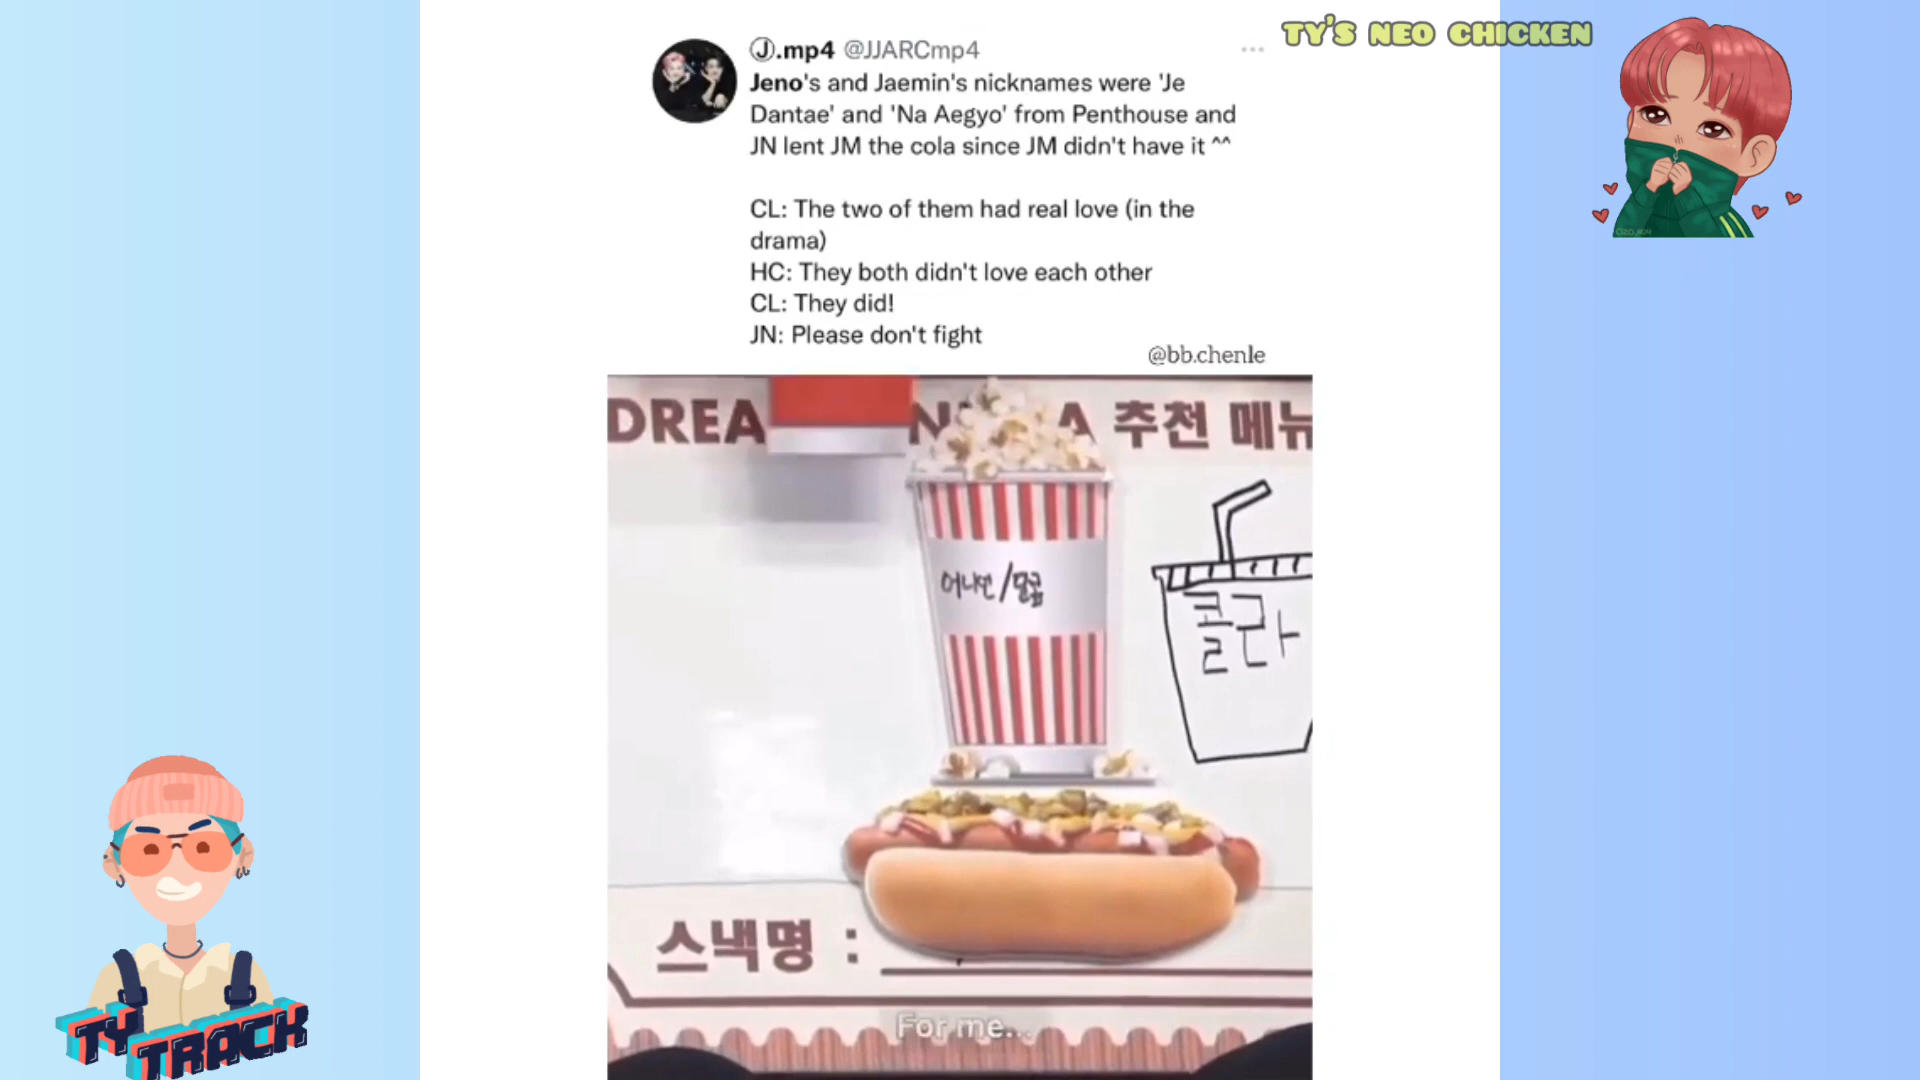 TY'S NEO CHICKEN
Ⓙ.mp4 @JJARCmp4 ...
Jeno's and Jaemin's nicknames were 'Je
Dantae' and 'Na Aegyo' from Penthouse and
JN lent JM the cola since JM didn't have it ^^
CL: The two of them had real love (in the
drama)
HC: They both didn't love each other
CL: They did!
JN: Please don't fight
@bb.chenle
DREA N A 추천 메뉴
어니언/
콜라
스낵명 :
For me...
TY
TRACK